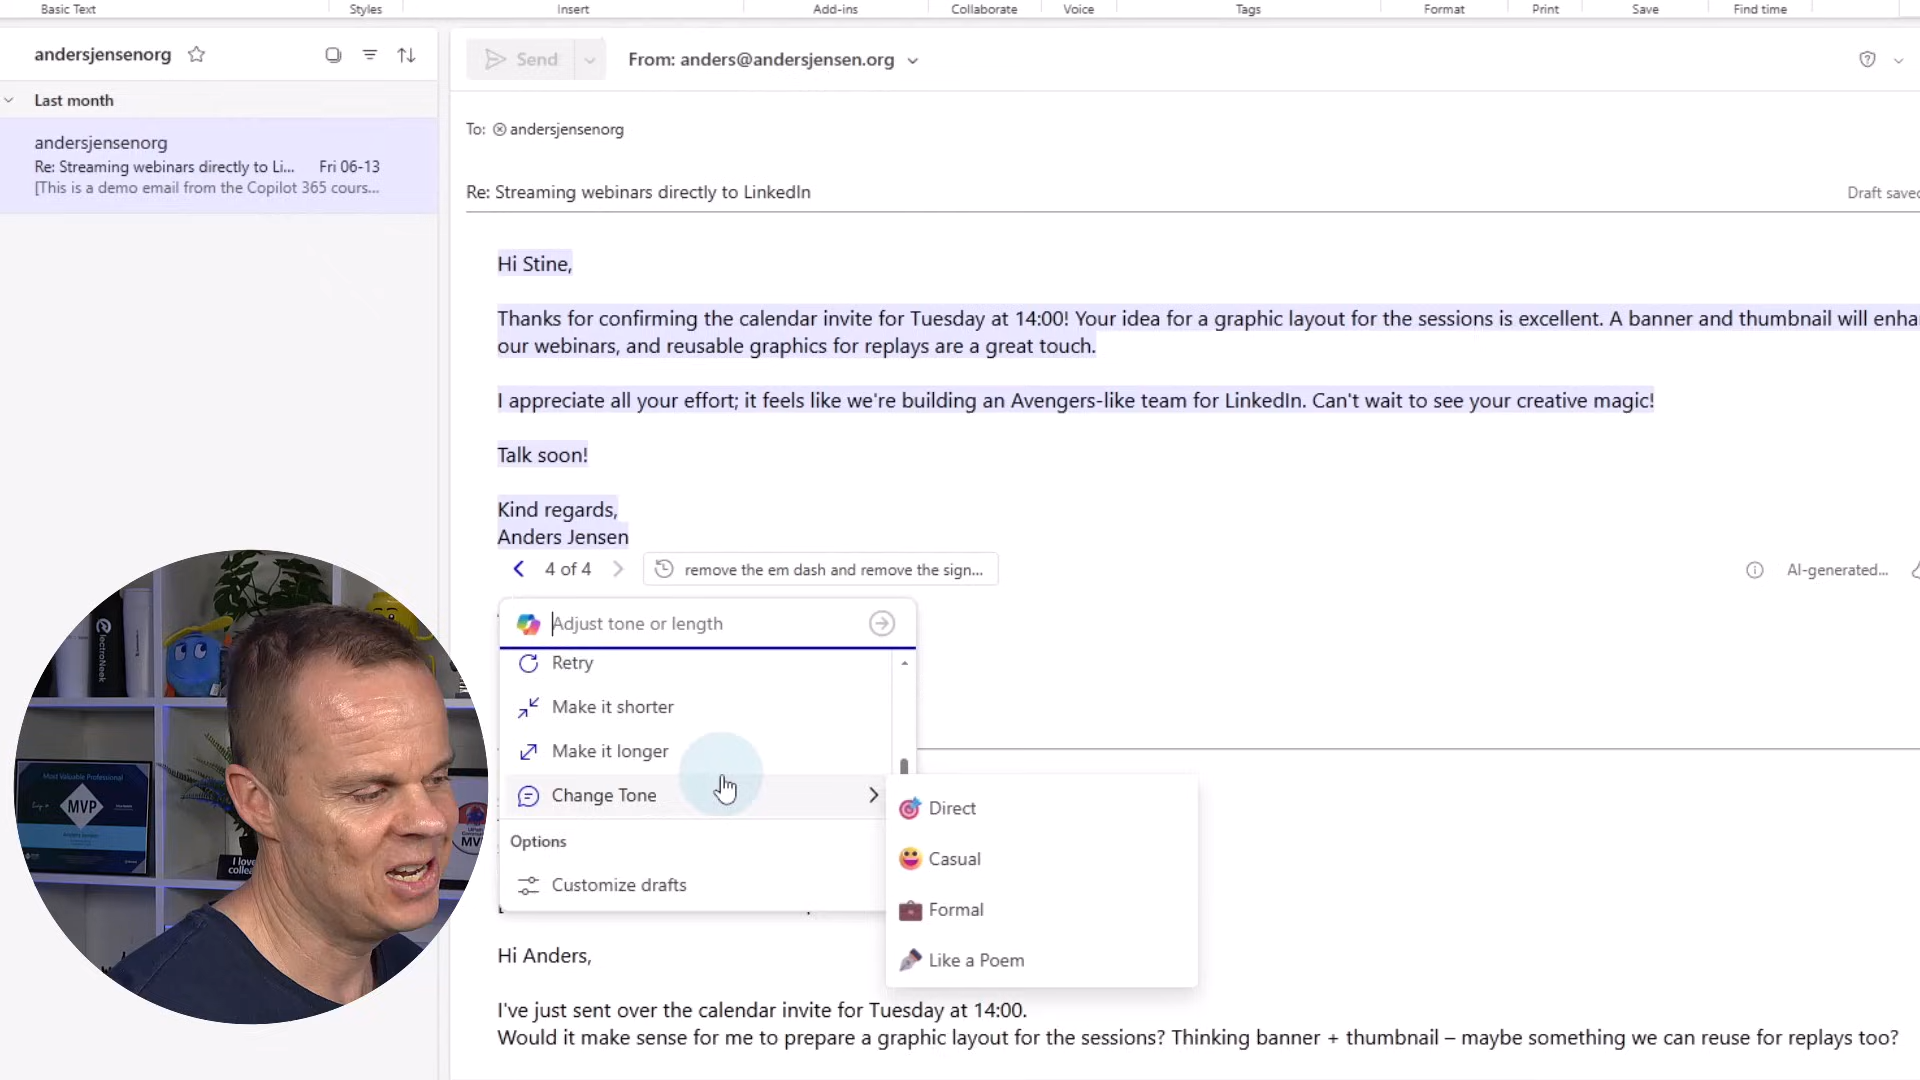 Basic Text
Styles
Insert
Add-ins
Collaborate
Voice
Tags
Format
Print
Save
Find time
andersjensenorg
Last month
andersjensenorg
Re: Streaming webinars directly to Li... Fri 06-13
[This is a demo email from the Copilot 365 cours...
Send
From: anders@andersjensen.org
To: andersjensenorg
Re: Streaming webinars directly to LinkedIn
Draft saved
Hi Stine,
Thanks for confirming the calendar invite for Tuesday at 14:00! Your idea for a graphic layout for the sessions is excellent. A banner and thumbnail will
our webinars, and reusable graphics for replays are a great touch.
I appreciate all your effort; it feels like we're building an Avengers-like team for LinkedIn. Can't wait to see your creative magic!
Talk soon!
Kind regards,
Anders Jensen
4 of 4
remove the em dash and remove the sign...
AI-generated...
Adjust tone or length
Retry
Make it shorter
Make it longer
Change Tone
Options
Customize drafts
Direct
Casual
Formal
Like a Poem
Hi Anders,
I've just sent over the calendar invite for Tuesday at 14:00.
Would it make sense for me to prepare a graphic layout for the sessions? Thinking banner + thumbnail – maybe something we can reuse for replays too?
Most Valuable Professional
MVP
MVP